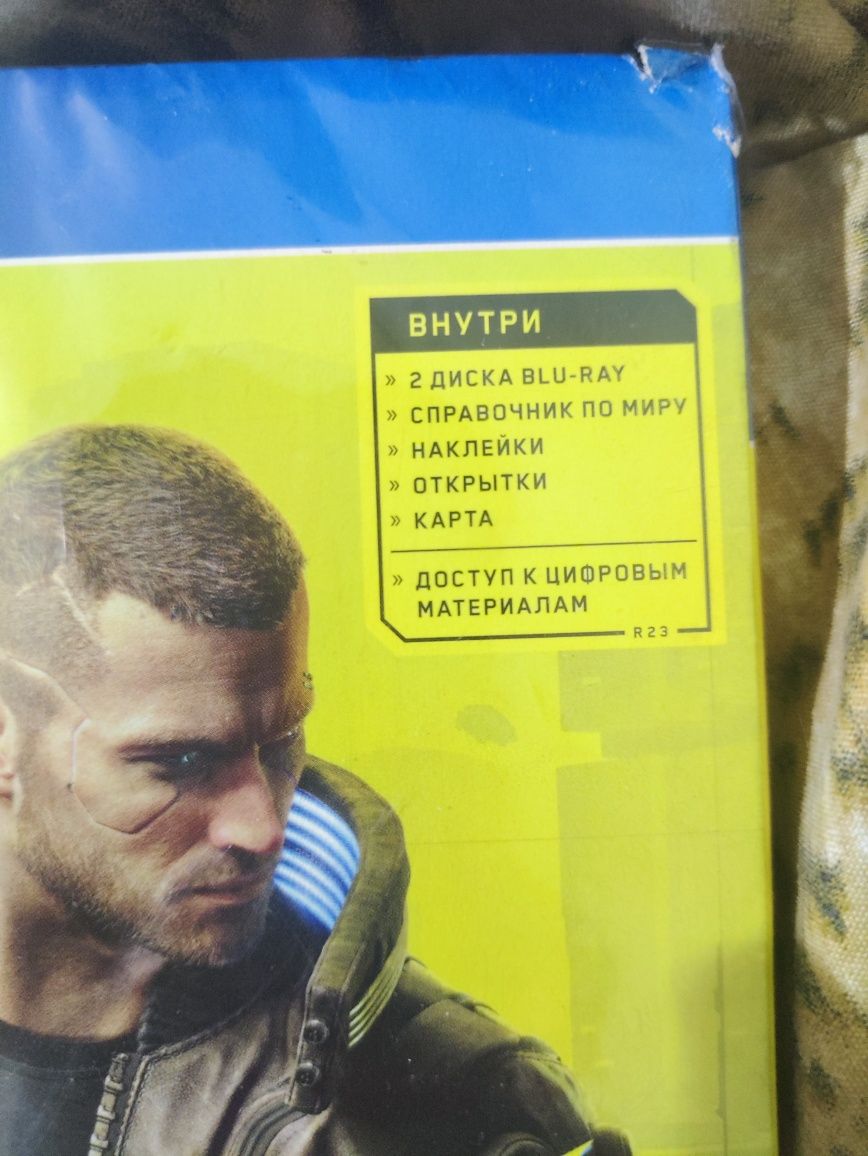 ВНУТРИ
» 2 ДИСКА BLU-RAY
» СПРАВОЧНИК ПО МИРУ
» НАКЛЕЙКИ
» ОТКРЫТКИ
» КАРТА
» ДОСТУП К ЦИФРОВЫМ
МАТЕРИАЛАМ
R23